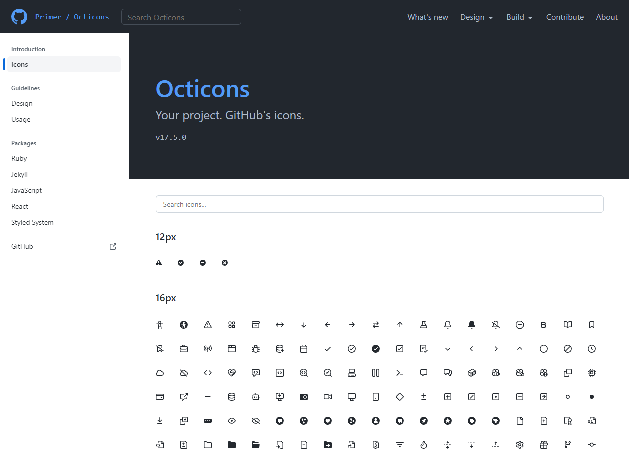 Primer / Octicons
Search Octicons
What's new
Design
Build
Contribute
About
Introduction
Icons
Guidelines
Design
Usage
Packages
Ruby
Jekyll
JavaScript
React
Styled System
GitHub
Octicons
Your project. GitHub's icons.
v17.5.0
Search icons...
12px
16px